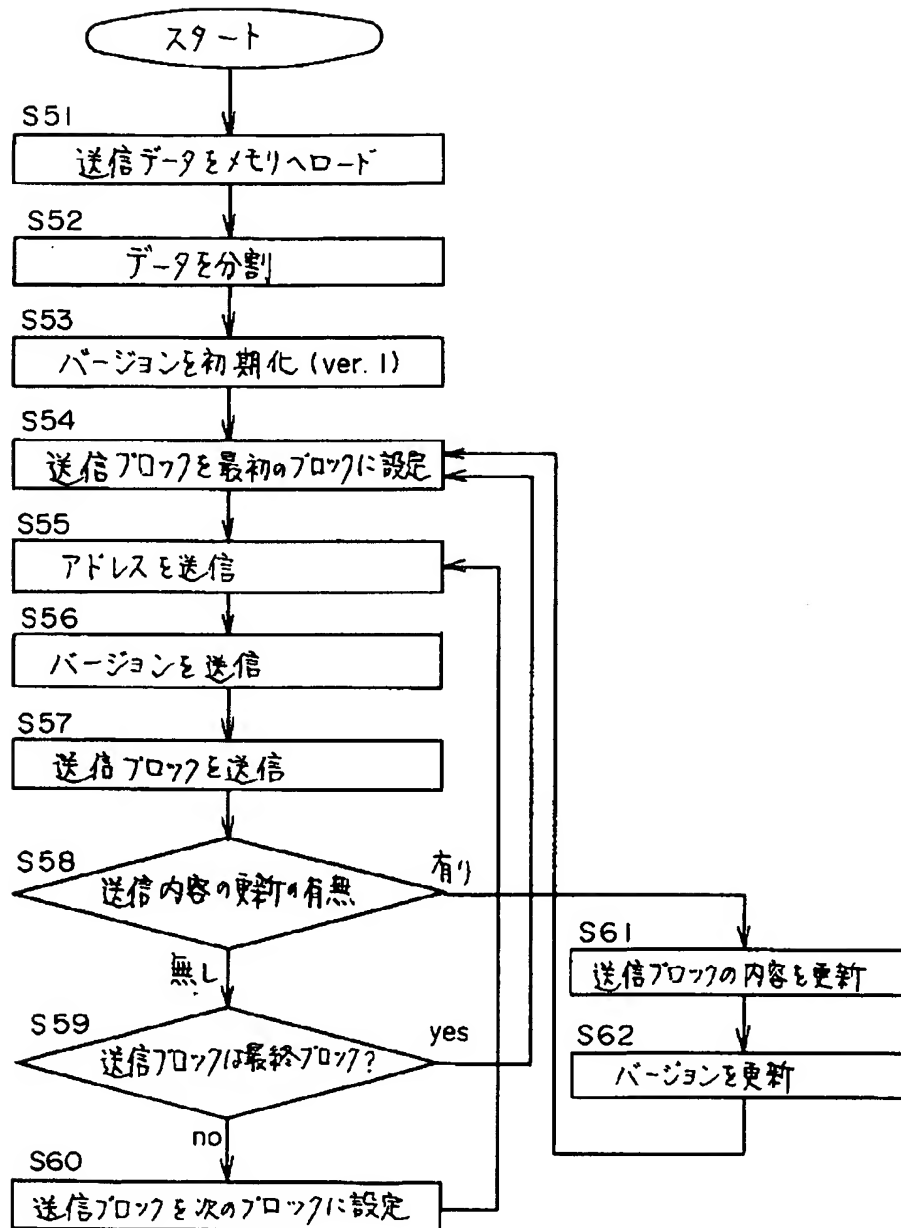 スタート
S51
送信データをメモリへロード
S52
データを分割
S53
バージョンを初期化 (ver. 1)
S54
送信ブロックを最初のブロックに設定
S55
アドレスを送信
S56
バージョンを送信
S57
送信ブロックを送信
S58
送信内容の更新の有無
有り
無し
S59
送信ブロックは最終ブロック?
yes
no
S60
送信ブロックを次のブロックに設定
S61
送信ブロックの内容を更新
S62
バージョンを更新